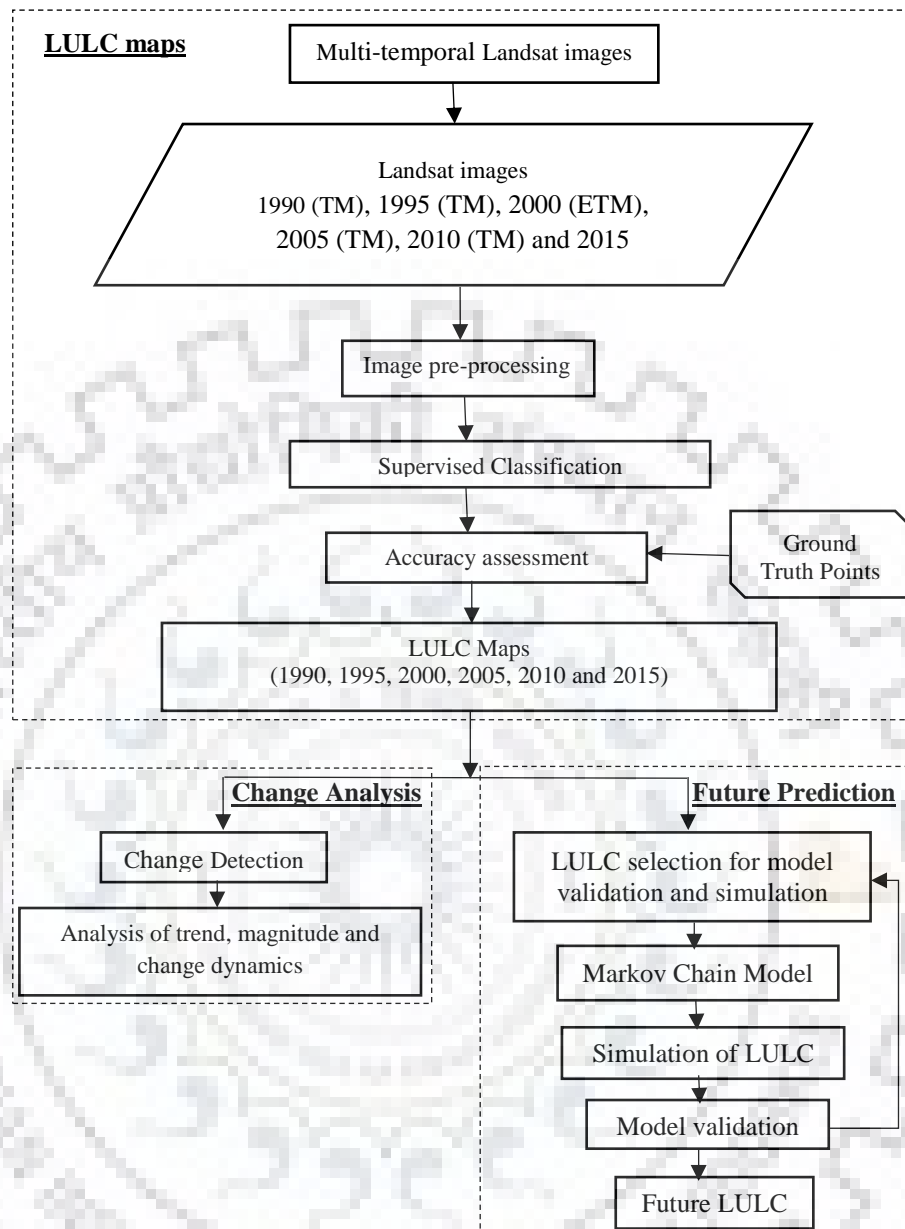 LULC maps
Multi-temporal Landsat images
Landsat images
1990 (TM), 1995 (TM), 2000 (ETM),
2005 (TM), 2010 (TM) and 2015
Image pre-processing
Supervised Classification
Accuracy assessment
Ground
Truth Points
LULC Maps
(1990, 1995, 2000, 2005, 2010 and 2015)
Change Analysis
Change Detection
Analysis of trend, magnitude and
change dynamics
Future Prediction
LULC selection for model
validation and simulation
Markov Chain Model
Simulation of LULC
Model validation
Future LULC